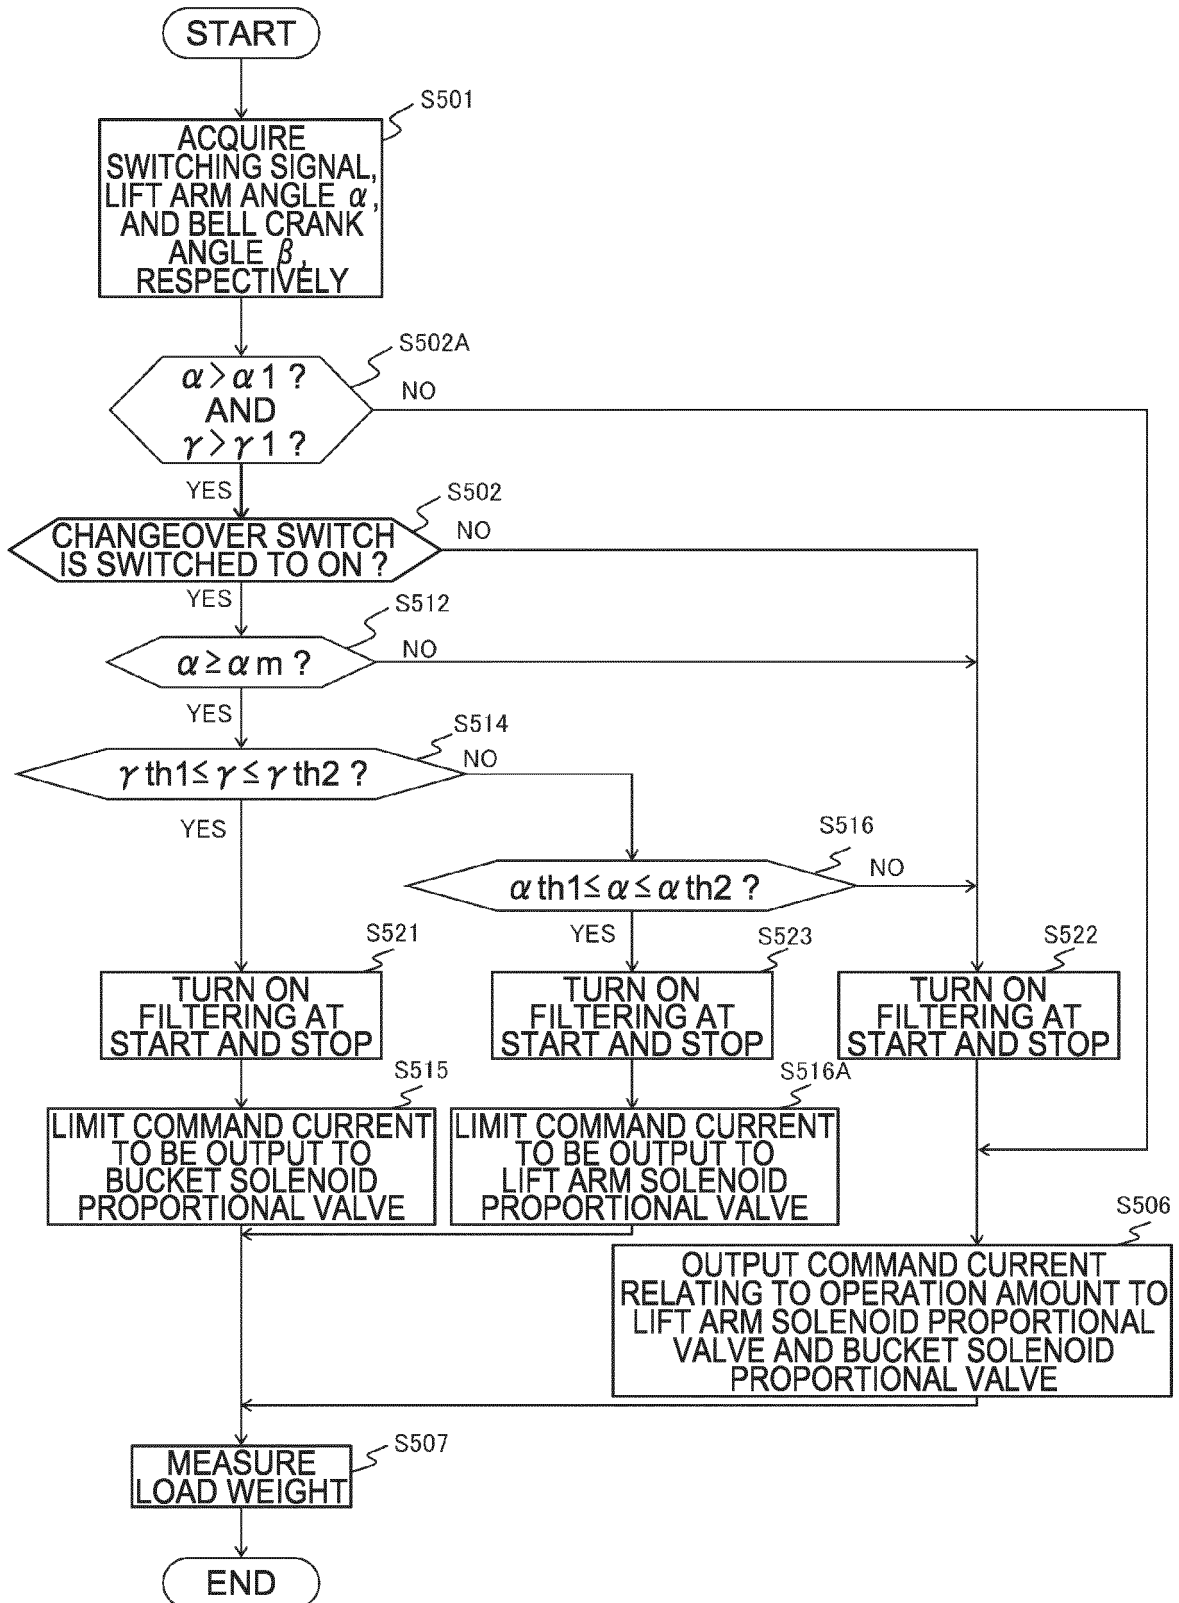 START
S501
ACQUIRE
SWITCHING SIGNAL,
LIFT ARM ANGLE α,
AND BELL CRANK
ANGLE β,
RESPECTIVELY
S502A
α > α1 ?
AND
γ > γ1 ?
NO
YES
S502
CHANGEOVER SWITCH
IS SWITCHED TO ON ?
NO
YES
S512
α ≥ αm ?
NO
YES
S514
γth1 ≤ γ ≤ γth2 ?
NO
YES
S516
αth1 ≤ α ≤ αth2 ?
NO
YES
S521
TURN ON
FILTERING AT
START AND STOP
S523
TURN ON
FILTERING AT
START AND STOP
S522
TURN ON
FILTERING AT
START AND STOP
S515
LIMIT COMMAND CURRENT
TO BE OUTPUT TO
BUCKET SOLENOID
PROPORTIONAL VALVE
S516A
LIMIT COMMAND CURRENT
TO BE OUTPUT TO
LIFT ARM SOLENOID
PROPORTIONAL VALVE
S506
OUTPUT COMMAND CURRENT
RELATING TO OPERATION AMOUNT TO
LIFT ARM SOLENOID PROPORTIONAL
VALVE AND BUCKET SOLENOID
PROPORTIONAL VALVE
S507
MEASURE
LOAD WEIGHT
END